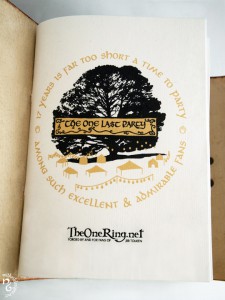 17 YEARS IS FAR TOO SHORT A TIME TO PARTY
THE ONE LAST PARTY
AMONG SUCH EXCELLENT & ADMIRABLE FANS
TheOneRing.net
FORGED BY AND FOR FANS OF JRR TOLKIEN